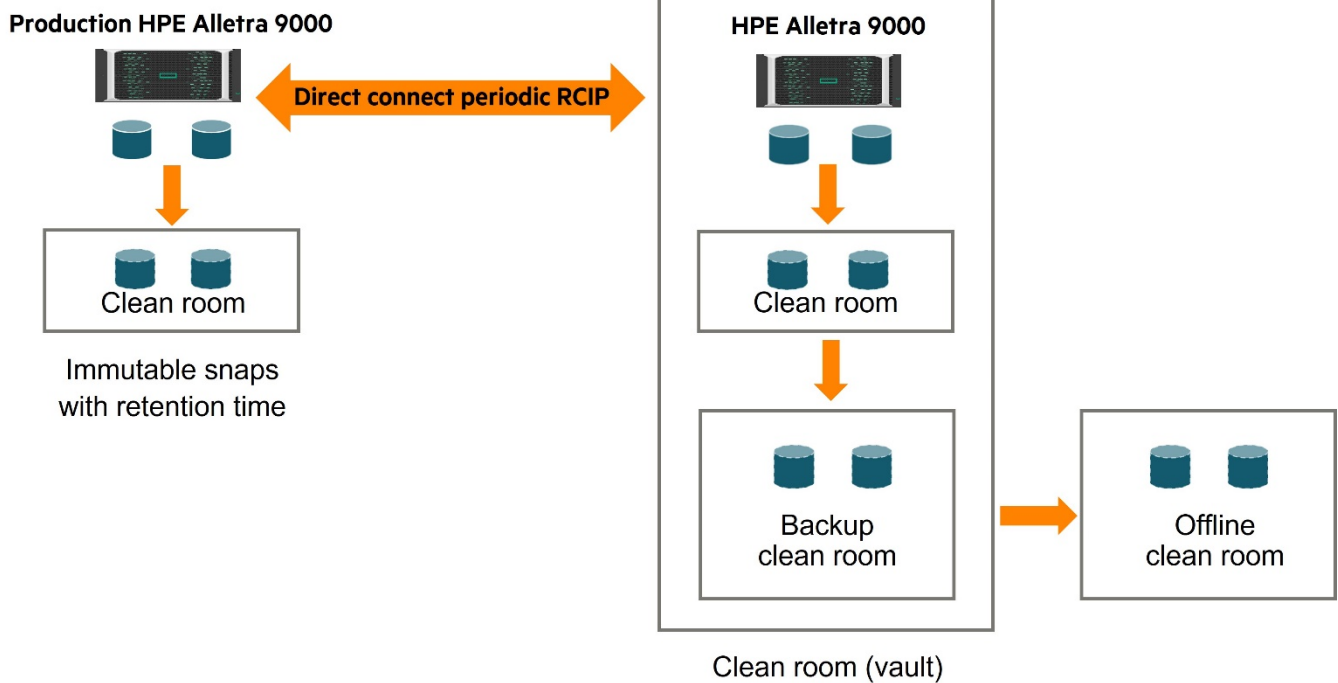 Production HPE Alletra 9000
HPE Alletra 9000
Direct connect periodic RCIP
Clean room
Clean room
Immutable snaps
with retention time
Backup
clean room
Offline
clean room
Clean room (vault)